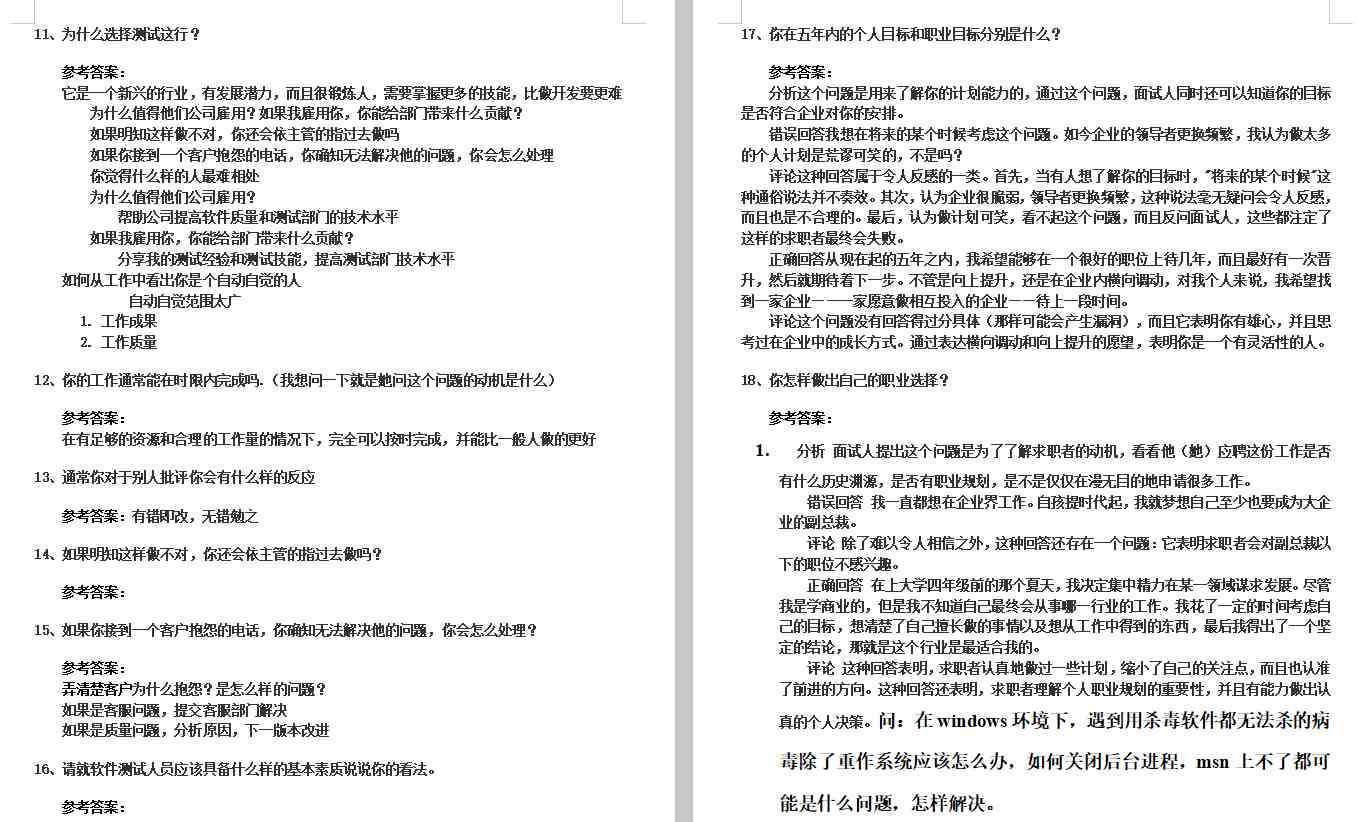 11、为什么选择测试这行？
参考答案：
它是一个新兴的行业，有发展潜力，而且很锻炼人，需要掌握更多的技能，比做开发要更难
为什么值得他们公司雇用？如果我雇用你，你能给部门带来什么贡献？
如果明知这样做不对，你还会依主管的指过去做吗
如果你接到一个客户抱怨的电话，你确知无法解决他的问题，你会怎么处理
你觉得什么样的人最难相处
为什么值得他们公司雇用？
帮助公司提高软件质量和测试部门的技术水平
如果我雇用你，你能给部门带来什么贡献？
分享我的测试经验和测试技能，提高测试部门技术水平
如何从工作中看出你是个自动自觉的人
自动自觉范围太广
1. 工作成果
2. 工作质量
12、你的工作通常能在时限内完成吗.（我想问一下就是她问这个问题的动机是什么）
参考答案：
在有足够的资源和合理的工作量的情况下，完全可以按时完成，并能比一般人做的更好
13、通常你对于别人批评你会有什么样的反应
参考答案：有错即改，无错勉之
14、如果明知这样做不对，你还会依主管的指过去做吗？
参考答案：
15、如果你接到一个客户抱怨的电话，你确知无法解决他的问题，你会怎么处理？
参考答案：
弄清楚客户为什么抱怨？是怎么样的问题？
如果是客服问题，提交客服部门解决
如果是质量问题，分析原因，下一版本改进
16、请就软件测试人员应该具备什么样的基本素质说说你的看法。
参考答案：
17、你在五年内的个人目标和职业目标分别是什么？
参考答案：
分析这个问题是用来了解你的计划能力的，通过这个问题，面试人同时还可以知道你的目标
是否符合企业对你的安排。
错误回答我想在将来的某个时候考虑这个问题。如今企业的领导者更换频繁，我认为做太多
的个人计划是荒谬可笑的，不是吗？
评论这种回答属于令人反感的一类。首先，当有人想了解你的目标时，"将来的某个时候"这
种通俗说法并不奏效。其次，认为企业很脆弱，领导者更换频繁，这种说法毫无疑问会令人反感，
而且也是不合理的。最后，认为做计划可笑，看不起这个问题，而且反问面试人，这些都注定了
这样的求职者最终会失败。
正确回答从现在起的五年之内，我希望能够在一个很好的职位上待几年，而且最好有一次晋
升，然后就期待着下一步。不管是向上提升，还是在企业内横向调动，对我个人来说，我希望找
到一家企业——一家愿意做相互投入的企业——待上一段时间。
评论这个问题没有回答得过分具体（那样可能会产生漏洞），而且它表明你有雄心，并且思
考过在企业中的成长方式。通过表达横向调动和向上提升的愿望，表明你是一个有灵活性的人。
18、你怎样做出自己的职业选择？
参考答案：
1. 分析 面试人提出这个问题是为了了解求职者的动机，看看他（她）应聘这份工作是否
有什么历史渊源，是否有职业规划，是不是仅仅在漫无目的地申请很多工作。
错误回答 我一直都想在企业界工作。自孩提时代起，我就梦想自己至少也要成为大企
业的副总裁。
评论 除了难以令人相信之外，这种回答还存在一个问题：它表明求职者会对副总裁以
下的职位不感兴趣。
正确回答 在上大学四年级前的那个夏天，我决定集中精力在某一领域谋求发展。尽管
我是学商业的，但是我不知道自己最终会从事哪一行业的工作。我花了一定的时间考虑自
己的目标，想清楚了自己擅长做的事情以及想从工作中得到的东西，最后我得出了一个坚
定的结论，那就是这个行业是最适合我的。
评论 这种回答表明，求职者认真地做过一些计划，缩小了自己的关注点，而且也认准
了前进的方向。这种回答还表明，求职者理解个人职业规划的重要性，并且有能力做出认
真的个人决策。问：在 windows 环境下，遇到用杀毒软件都无法杀的病
毒除了重作系统应该怎么办，如何关闭后台进程，msn 上不了都可
能是什么问题，怎样解决。